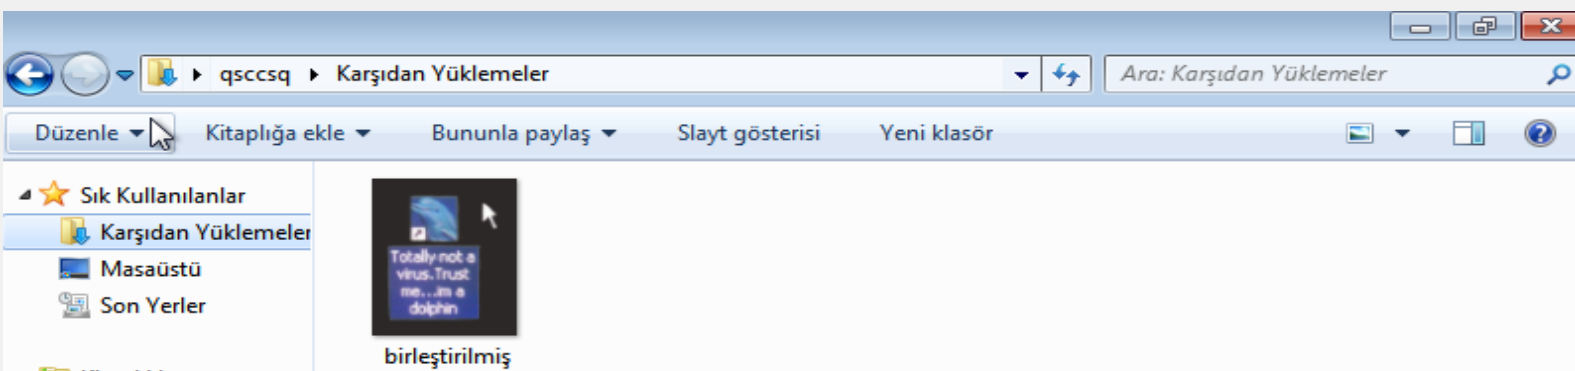 qsccsq Karşıdan Yüklemeler
Ara: Karşıdan Yüklemeler
Düzenle Kitaplığa ekle Bununla paylaş Slayt gösterisi Yeni klasör
Sık Kullanılanlar
Karşıdan Yüklemeler
Masaüstü
Son Yerler
Totally not a
virus.Trust
me...im a
dolphin
birleştirilmiş